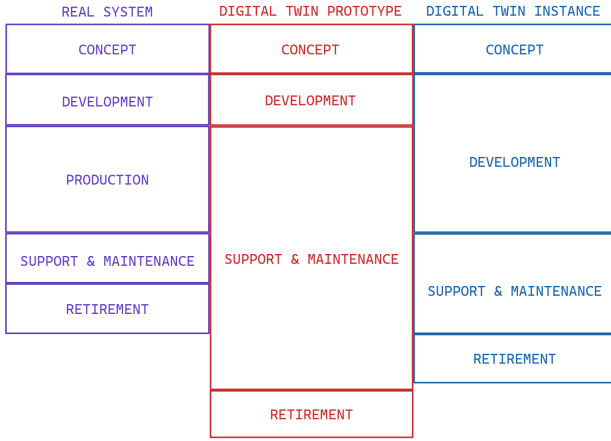 REAL SYSTEM
CONCEPT
DEVELOPMENT
PRODUCTION
SUPPORT & MAINTENANCE
RETIREMENT
DIGITAL TWIN PROTOTYPE
CONCEPT
DEVELOPMENT
SUPPORT & MAINTENANCE
RETIREMENT
DIGITAL TWIN INSTANCE
CONCEPT
DEVELOPMENT
SUPPORT & MAINTENANCE
RETIREMENT